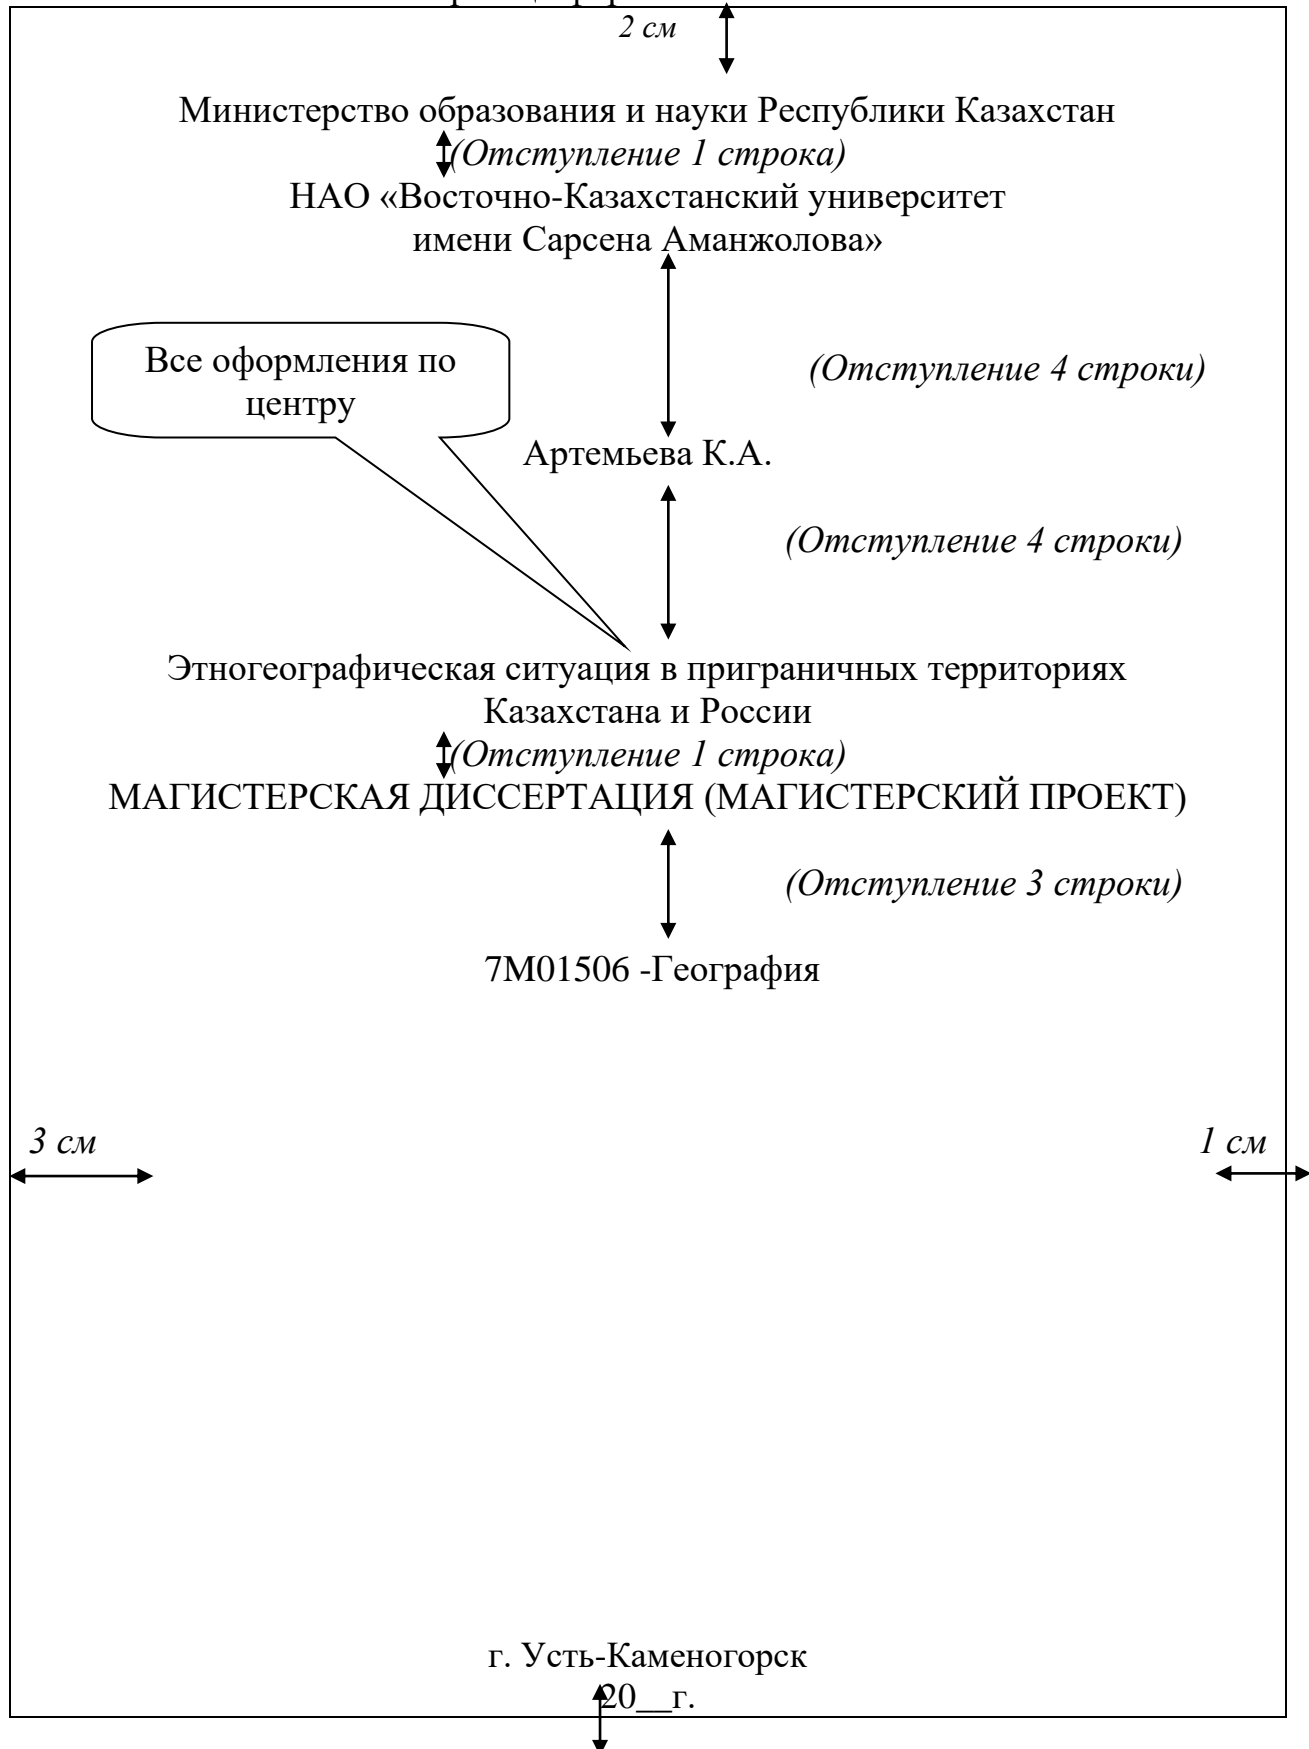 2 см
Министерство образования и науки Республики Казахстан
(Отступление 1 строка)
НАО «Восточно-Казахстанский университет
имени Сарсена Аманжолова»
Все оформления по
центру
(Отступление 4 строки)
Артемьева К.А.
(Отступление 4 строки)
Этногеографическая ситуация в приграничных территориях
Казахстана и России
(Отступление 1 строка)
МАГИСТЕРСКАЯ ДИССЕРТАЦИЯ (МАГИСТЕРСКИЙ ПРОЕКТ)
(Отступление 3 строки)
7М01506 -География
3 см
1 см
г. Усть-Каменогорск
20__г.